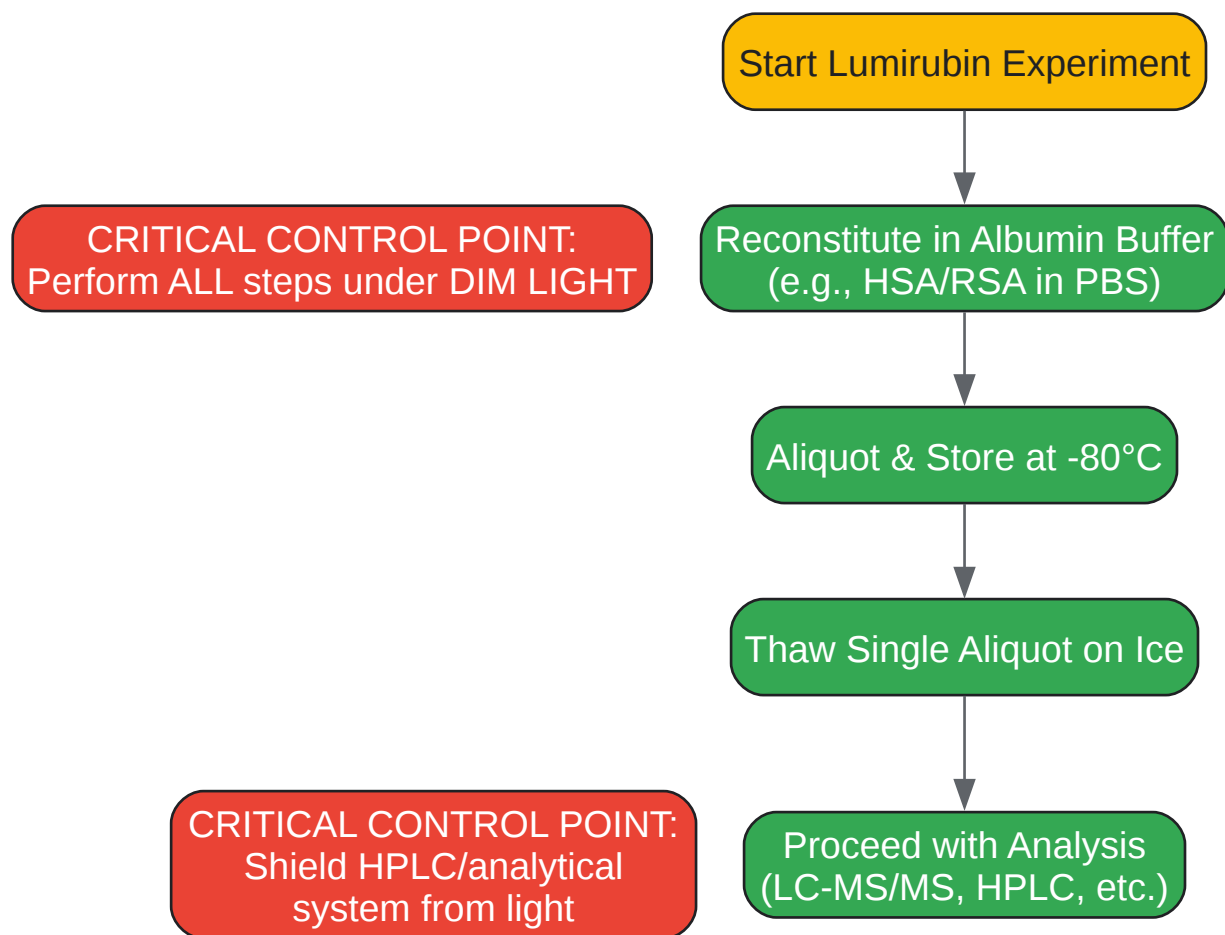 Start Lumirubin Experiment
CRITICAL CONTROL POINT:
Perform ALL steps under DIM LIGHT
Reconstitute in Albumin Buffer
(e.g., HSA/RSA in PBS)
Aliquot & Store at -80°C
Thaw Single Aliquot on Ice
CRITICAL CONTROL POINT:
Shield HPLC/analytical
system from light
Proceed with Analysis
(LC-MS/MS, HPLC, etc.)